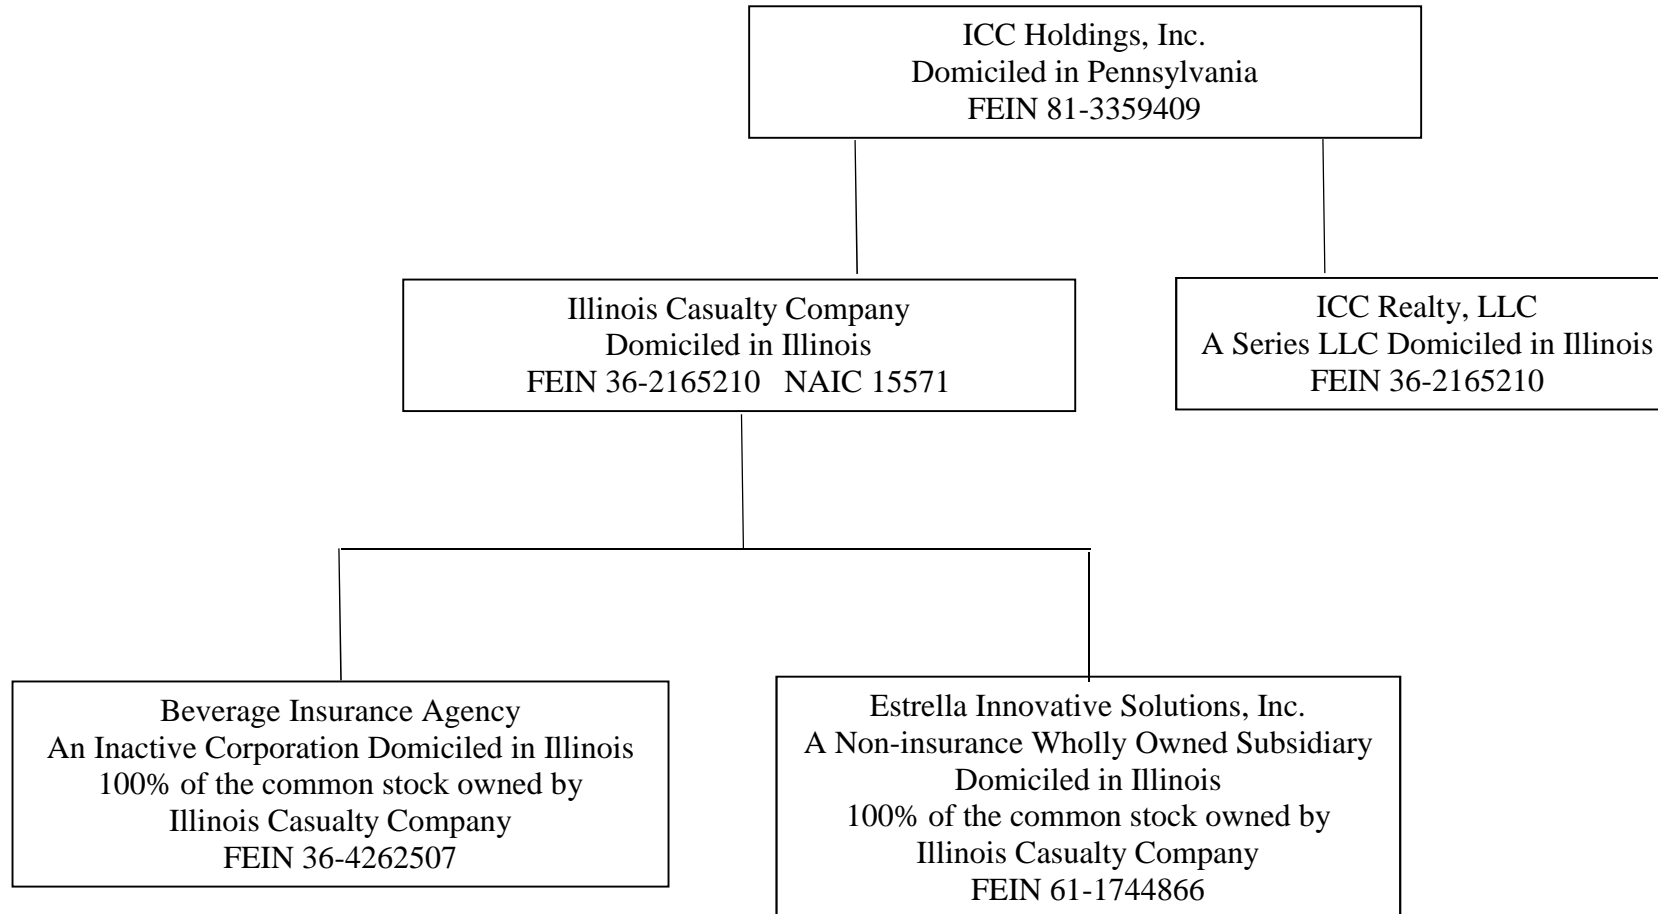 ICC Holdings, Inc.
Domiciled in Pennsylvania
FEIN 81-3359409
Illinois Casualty Company
Domiciled in Illinois
FEIN 36-2165210   NAIC 15571
ICC Realty, LLC
A Series LLC Domiciled in Illinois
FEIN 36-2165210
Beverage Insurance Agency
An Inactive Corporation Domiciled in Illinois
100% of the common stock owned by
Illinois Casualty Company
FEIN 36-4262507
Estrella Innovative Solutions, Inc.
A Non-insurance Wholly Owned Subsidiary
Domiciled in Illinois
100% of the common stock owned by
Illinois Casualty Company
FEIN 61-1744866